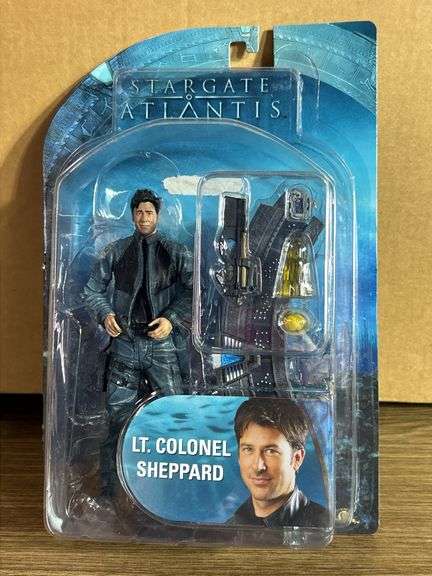 STARGATE
ATLANTIS
LT. COLONEL
SHEPPARD